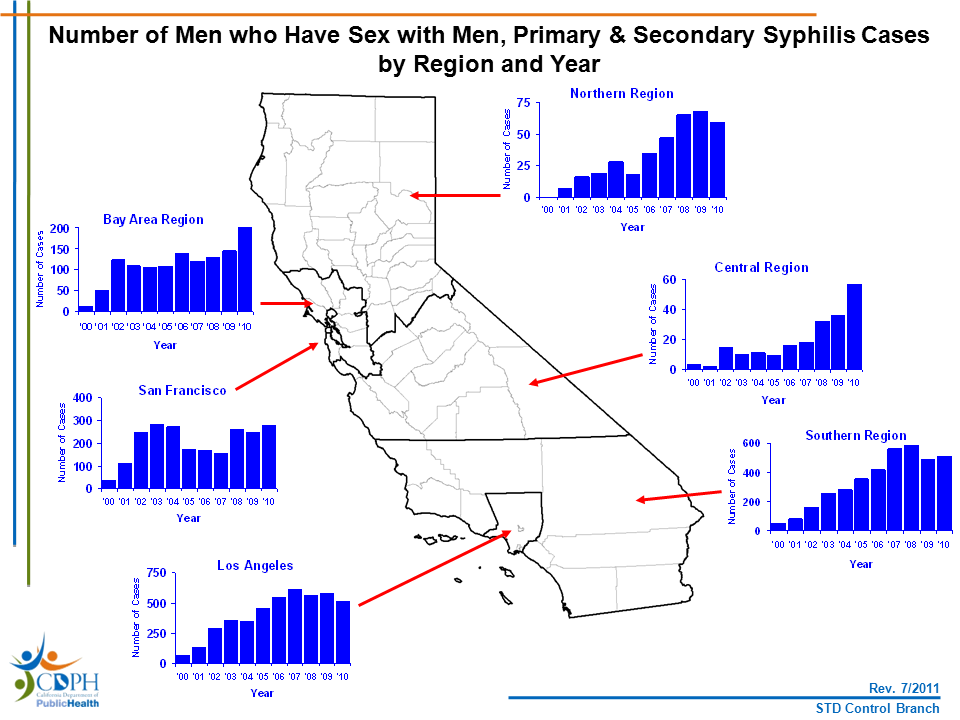 Number of Men who Have Sex with Men, Primary & Secondary Syphilis Cases
by Region and Year
Northern Region
Number of Cases
75
50
25
0
'00 '01 '02 '03 '04 '05 '06 '07 '08 '09 '10
Year
Bay Area Region
Number of Cases
200
150
100
50
0
'00 '01 '02 '03 '04 '05 '06 '07 '08 '09 '10
Year
Central Region
Number of Cases
60
40
20
0
'00 '01 '02 '03 '04 '05 '06 '07 '08 '09 '10
Year
San Francisco
Number of Cases
400
300
200
100
0
'00 '01 '02 '03 '04 '05 '06 '07 '08 '09 '10
Year
Southern Region
Number of Cases
600
400
200
0
'00 '01 '02 '03 '04 '05 '06 '07 '08 '09 '10
Year
Los Angeles
Number of Cases
750
500
250
0
'00 '01 '02 '03 '04 '05 '06 '07 '08 '09 '10
Year
CDPH
California Department of
PublicHealth
Rev. 7/2011
STD Control Branch